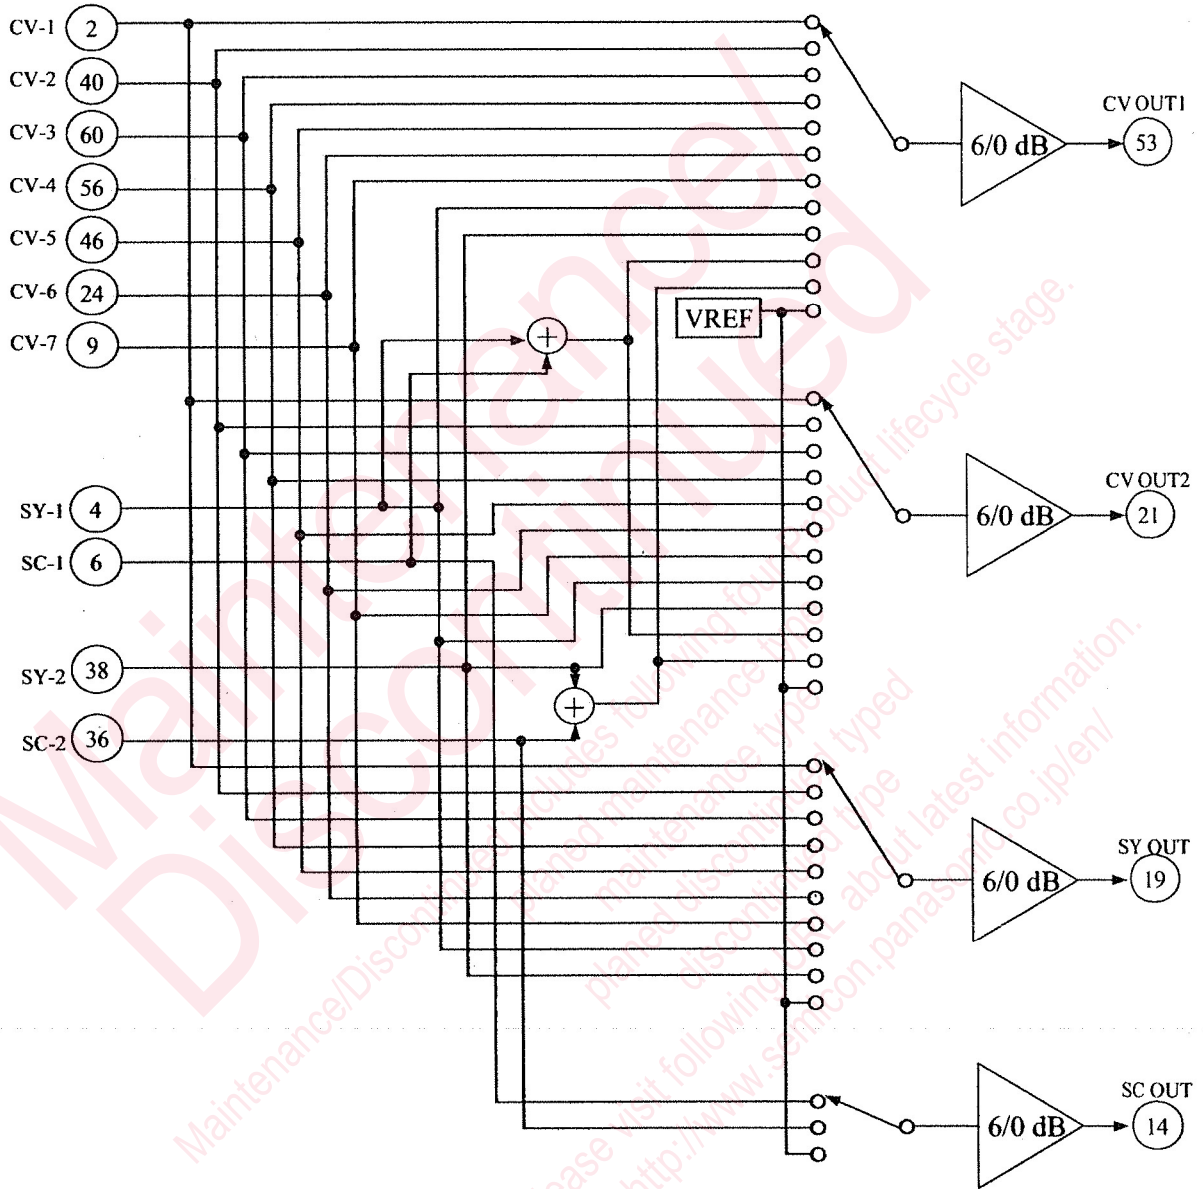 CV-1 2
CV-2 40
CV-3 60
CV-4 56
CV-5 46
CV-6 24
CV-7 9
VREF
+
6/0 dB
CV OUT1
53
SY-1 4
SC-1 6
6/0 dB
CV OUT2
21
SY-2 38
SC-2 36
+
6/0 dB
SY OUT
19
6/0 dB
SC OUT
14
Maintenance/
Discontinued
Maintenance/Discontinued includes following four product lifecycle stage.
planed maintenance type
maintenance type
planed discontinued typed
discontinued type
visit following URL about latest information.
http://www.semicon.panasonic.co.jp/en/